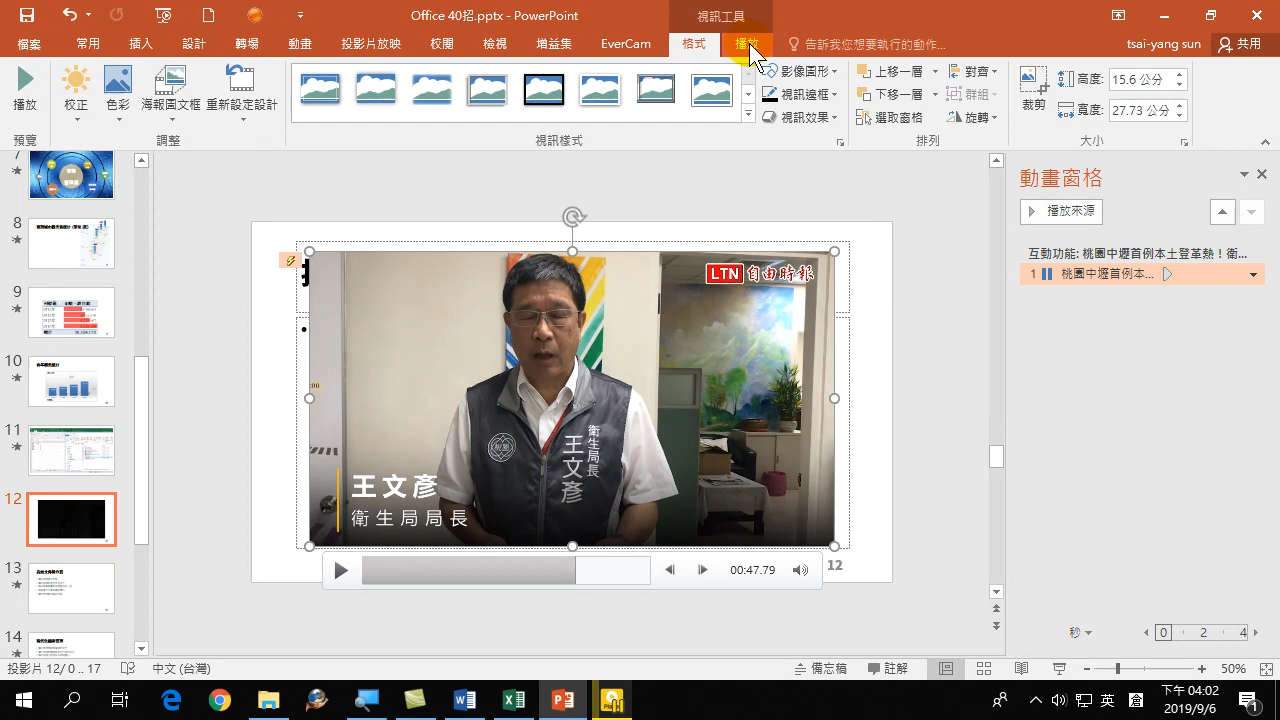 Office 40招.pptx - PowerPoint
視訊工具
檔案 常用 插入 設計 轉場 動畫 投影片放映 校閱 檢視 增益集 EverCam 格式 播放 告訴我您想要執行的動作... tsai-yang sun 共用
播放 校正 色彩 海報圖文框 重新設定設計
影像圖形 視訊邊框 視訊效果
上移一層 下移一層 選取窗格 對齊 群組 旋轉
裁剪 高度: 15.6 公分 寬度: 27.73 公分
預覽 調整 視訊樣式 排列 大小
7
8
9
10
11
12
13
14
LTN 自由時報
衛生局長
王文彥
王文彥
衛生局局長
:00
00:47.79
12
動畫窗格
播放來源
互動功能: 桃園中壢首例本土登革熱！衛...
1 桃園中壢首例本...
秒 0 2 4
投影片 12/ 0 .. 17 中文 (台灣) 備忘稿 註解 50%
英
下午 04:02
2019/9/6
1